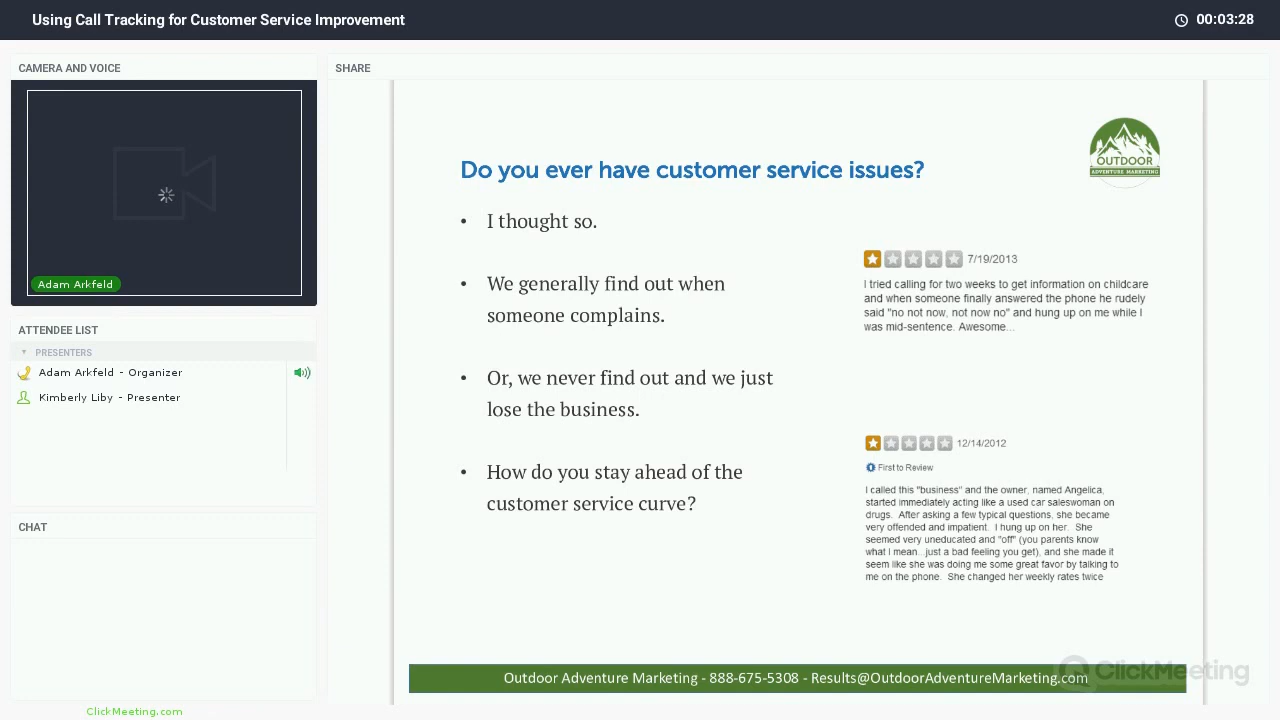 Using Call Tracking for Customer Service Improvement
00:03:28
CAMERA AND VOICE
Adam Arkfeld
ATTENDEE LIST
PRESENTERS
Adam Arkfeld - Organizer
Kimberly Liby - Presenter
CHAT
ClickMeeting.com
SHARE
OUTDOOR
ADVENTURE MARKETING
Do you ever have customer service issues?
• I thought so.
• We generally find out when
someone complains.
• Or, we never find out and we just
lose the business.
• How do you stay ahead of the
customer service curve?
7/19/2013
I tried calling for two weeks to get information on childcare
and when someone finally answered the phone he rudely
said "no not now, not now no" and hung up on me while I
was mid-sentence. Awesome...
12/14/2012
First to Review
I called this "business" and the owner, named Angelica,
started immediately acting like a used car saleswoman on
drugs. After asking a few typical questions, she became
very offended and impatient. I hung up on her. She
seemed very uneducated and "off" (you parents know
what I mean...just a bad feeling you get), and she made it
seem like she was doing me some great favor by talking to
me on the phone. She changed her weekly rates twice
Outdoor Adventure Marketing - 888-675-5308 - Results@OutdoorAdventureMarketing.com
ClickMeeting